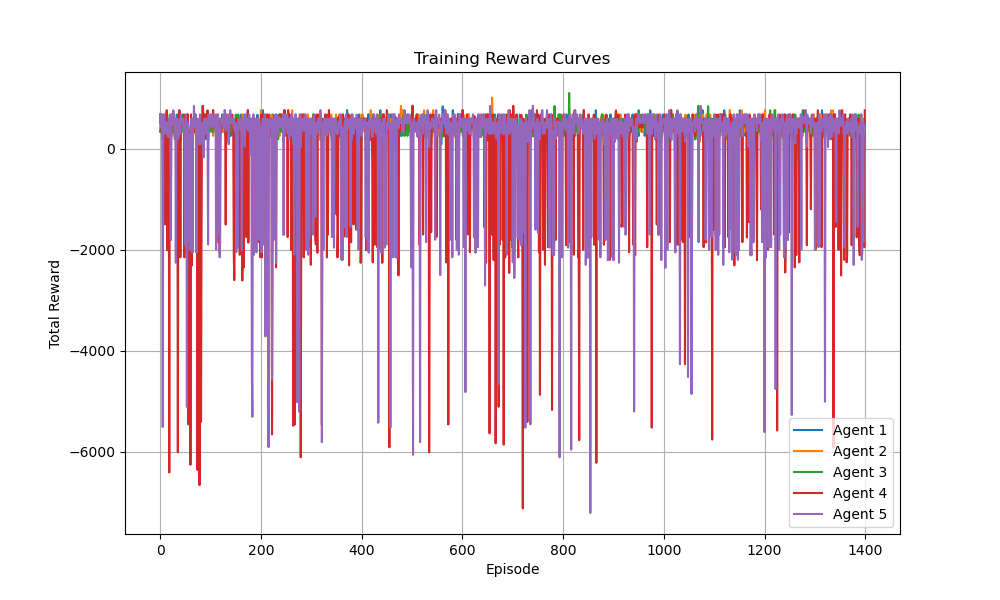 Training Reward Curves
Total Reward
0
−2000
−4000
−6000
Agent 1
Agent 2
Agent 3
Agent 4
Agent 5
0 200 400 600 800 1000 1200 1400
Episode